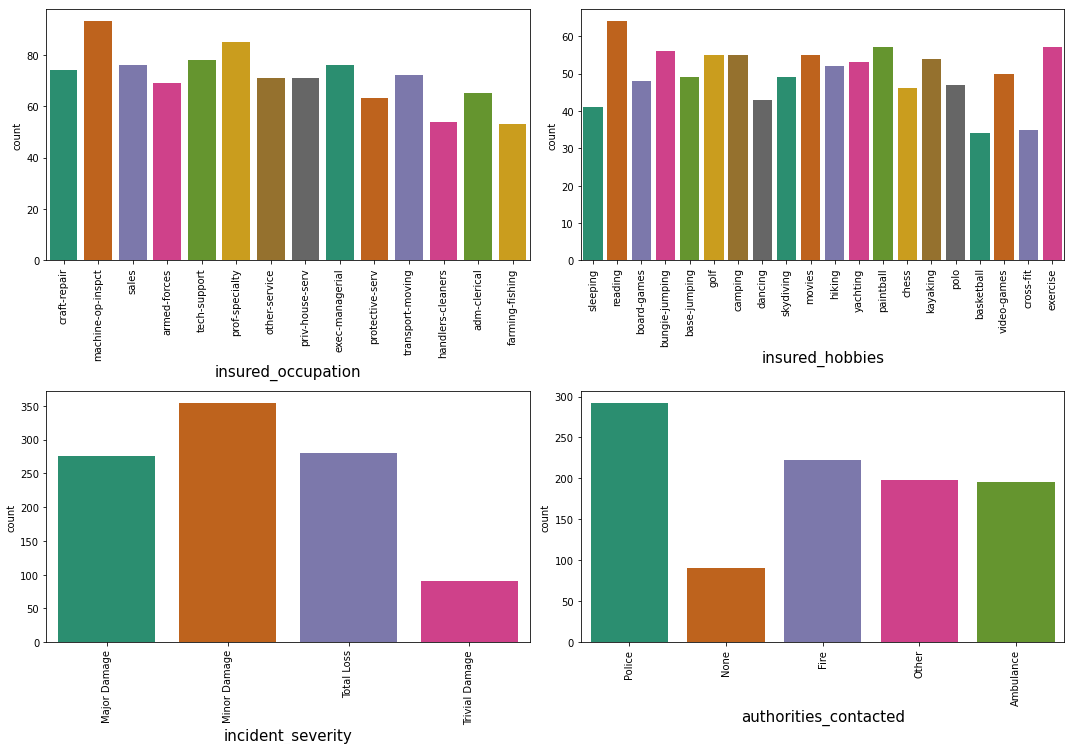 count
80
60
40
20
0
craft-repair
machine-op-inspct
sales
armed-forces
tech-support
prof-specialty
other-service
priv-house-serv
exec-managerial
protective-serv
transport-moving
handlers-cleaners
adm-clerical
farming-fishing
insured_occupation
count
60
50
40
30
20
10
0
sleeping
reading
board-games
bungie-jumping
base-jumping
golf
camping
dancing
skydiving
movies
hiking
yachting
paintball
chess
kayaking
polo
basketball
video-games
cross-fit
exercise
insured_hobbies
count
350
300
250
200
150
100
50
0
Major Damage
Minor Damage
Total Loss
Trivial Damage
incident_severity
count
300
250
200
150
100
50
0
Police
None
Fire
Other
Ambulance
authorities_contacted